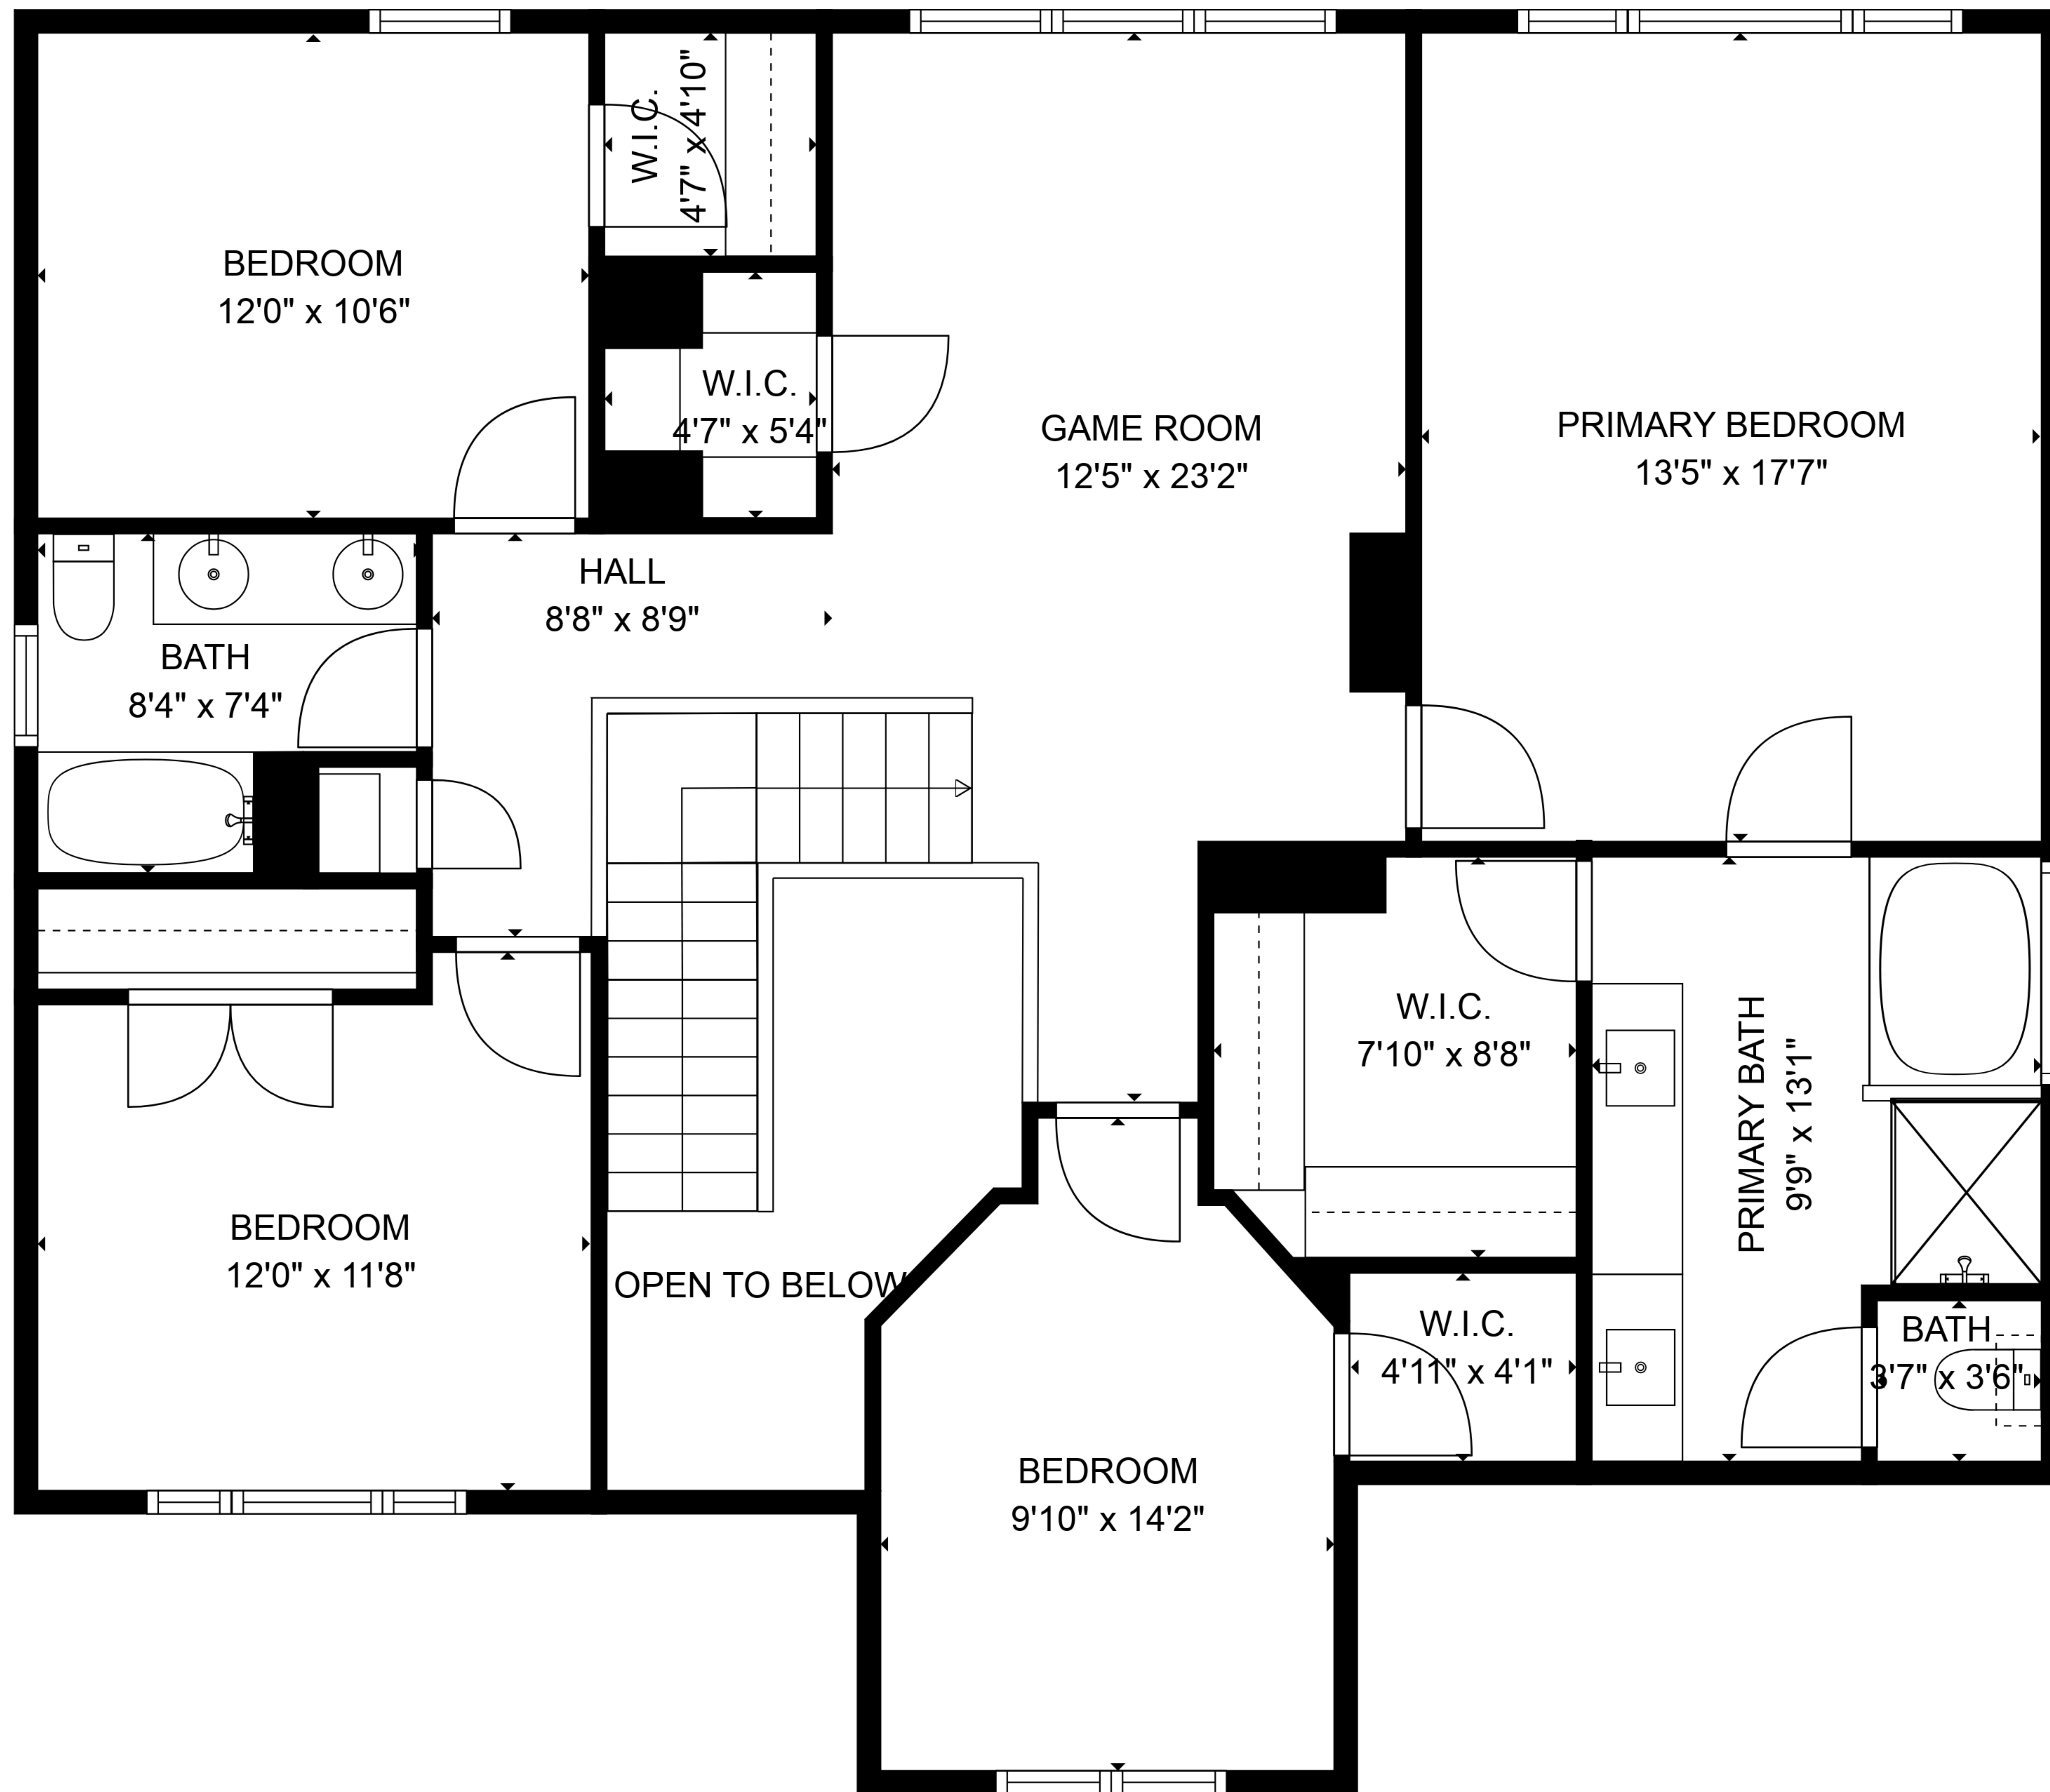 W.I.C.
4'7" x 4'10"
BEDROOM
12'0" x 10'6"
W.I.C.
4'7" x 5'4"
GAME ROOM
12'5" x 23'2"
PRIMARY BEDROOM
13'5" x 17'7"
HALL
8'8" x 8'9"
BATH
8'4" x 7'4"
W.I.C.
7'10" x 8'8"
PRIMARY BATH
9'9" x 13'1"
BEDROOM
12'0" x 11'8"
OPEN TO BELOW
W.I.C.
4'11" x 4'1"
BATH
3'7" x 3'6"
BEDROOM
9'10" x 14'2"